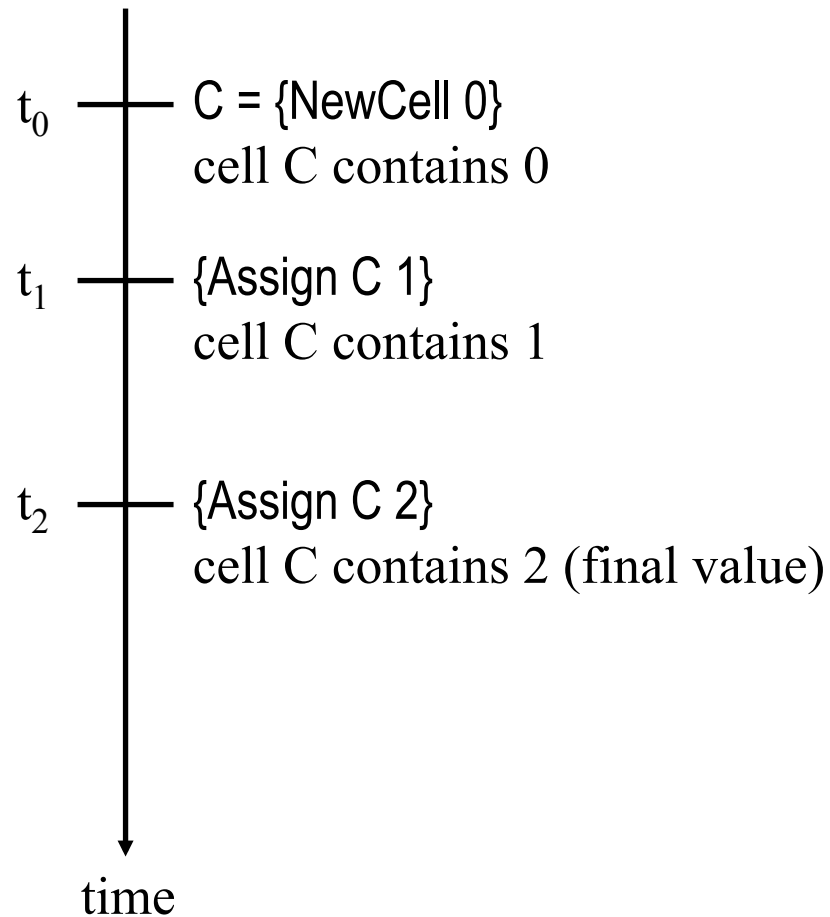 t₀ C = {NewCell 0}
cell C contains 0
t₁ {Assign C 1}
cell C contains 1
t₂ {Assign C 2}
cell C contains 2 (final value)
time